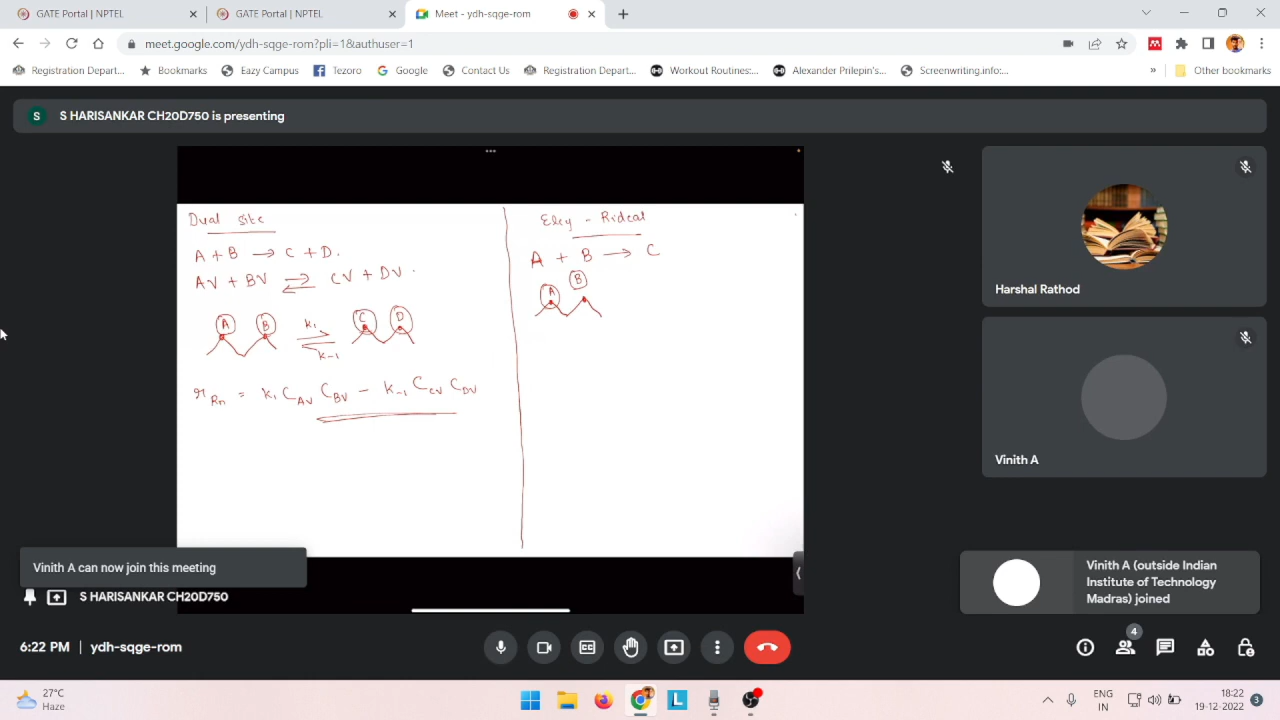 GATE Portal | NPTEL
GATE Portal | NPTEL
Meet - ydh-sqge-rom
meet.google.com/ydh-sqge-rom?pli=1&authuser=1
Registration Depart...
Bookmarks
Eazy Campus
Tezoro
Google
Contact Us
Registration Depart...
Workout Routines:...
Alexander Prilepin's...
Screenwriting.info:...
»
Other bookmarks
S
S HARISANKAR CH20D750 is presenting
Dual site
A + B → C + D.
AV + BV ⇌ CV + DV .
A B k₁ k₋₁ C D
r_Rn = k₁ C_AV C_BV - k₋₁ C_CV C_DV
Eley - Rideal
A + B → C
A B
Harshal Rathod
Vinith A
Vinith A can now join this meeting
S HARISANKAR CH20D750
Vinith A (outside Indian
Institute of Technology
Madras) joined
6:22 PM | ydh-sqge-rom
CC
4
27°C
Haze
L
ENG
IN
18:22
19-12-2022
3